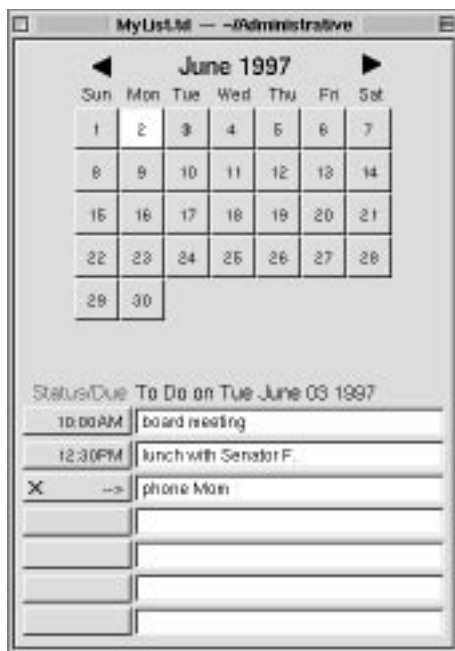 MyList.td — ~/Administrative
June 1997
Sun Mon Tue Wed Thu Fri Sat
1 2 3 4 5 6 7
8 9 10 11 12 13 14
15 16 17 18 19 20 21
22 23 24 25 26 27 28
29 30
Status/Due To Do on Tue June 03 1997
10:00AM board meeting
12:30PM lunch with Senator F.
X --> phone Mom